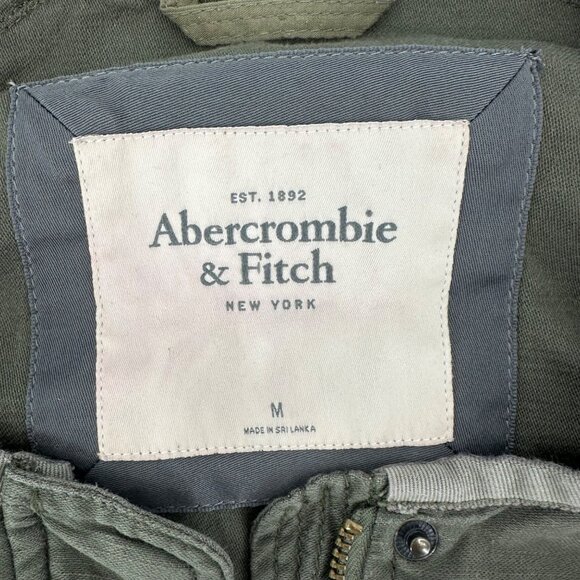 EST. 1892
Abercrombie
& Fitch
NEW YORK
M
MADE IN SRI LANKA